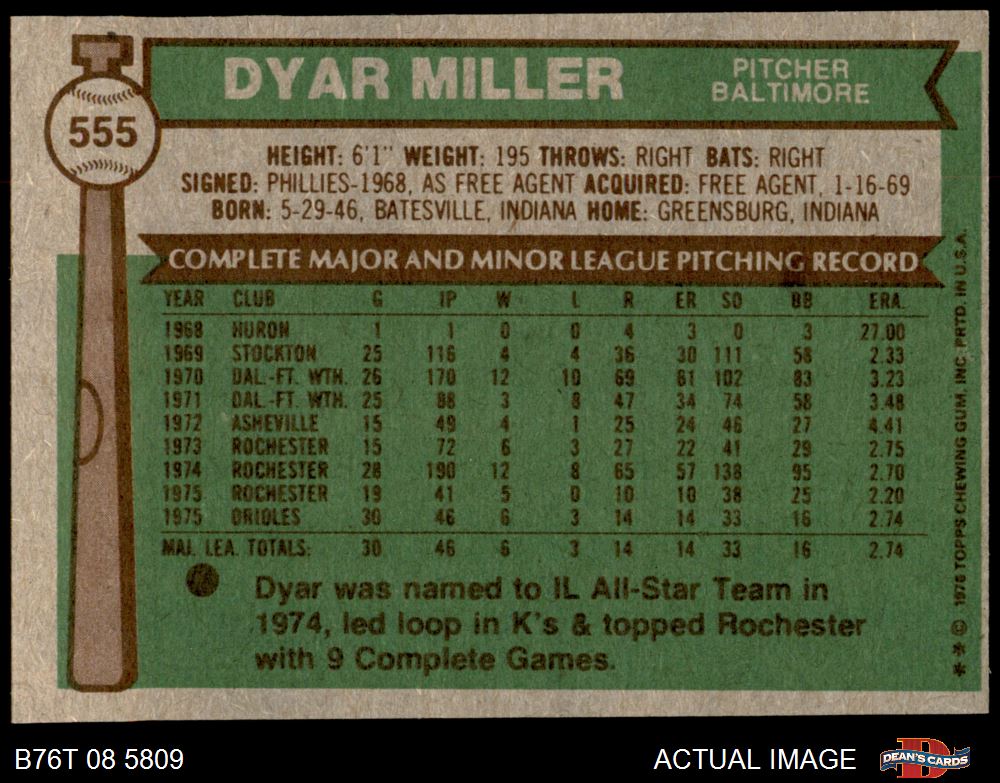 DYAR MILLER
PITCHER
BALTIMORE
555
HEIGHT: 6'1" WEIGHT: 195 THROWS: RIGHT BATS: RIGHT
SIGNED: PHILLIES-1968, AS FREE AGENT ACQUIRED: FREE AGENT, 1-16-69
BORN: 5-29-46, BATESVILLE, INDIANA HOME: GREENSBURG, INDIANA
COMPLETE MAJOR AND MINOR LEAGUE PITCHING RECORD
YEAR CLUB G IP W L R ER SO BB ERA.
1968 HURON 1 1 0 0 4 3 0 3 27.00
1969 STOCKTON 25 116 4 4 36 30 111 58 2.33
1970 DAL.-FT. WTH. 26 170 12 10 69 61 102 83 3.23
1971 DAL.-FT. WTH. 25 88 3 8 47 34 74 58 3.48
1972 ASHEVILLE 15 49 4 1 25 24 46 27 4.41
1973 ROCHESTER 15 72 6 3 27 22 41 29 2.75
1974 ROCHESTER 28 190 12 8 65 57 138 95 2.70
1975 ROCHESTER 19 41 5 0 10 10 38 25 2.20
1975 ORIOLES 30 46 6 3 14 14 33 16 2.74
MAJ. LEA. TOTALS: 30 46 6 3 14 14 33 16 2.74
Dyar was named to IL All-Star Team in
1974, led loop in K's & topped Rochester
with 9 Complete Games.
** © 1976 TOPPS CHEWING GUM, INC. PRTD. IN U.S.A.
B76T 08 5809
ACTUAL IMAGE
DEAN'S CARDS